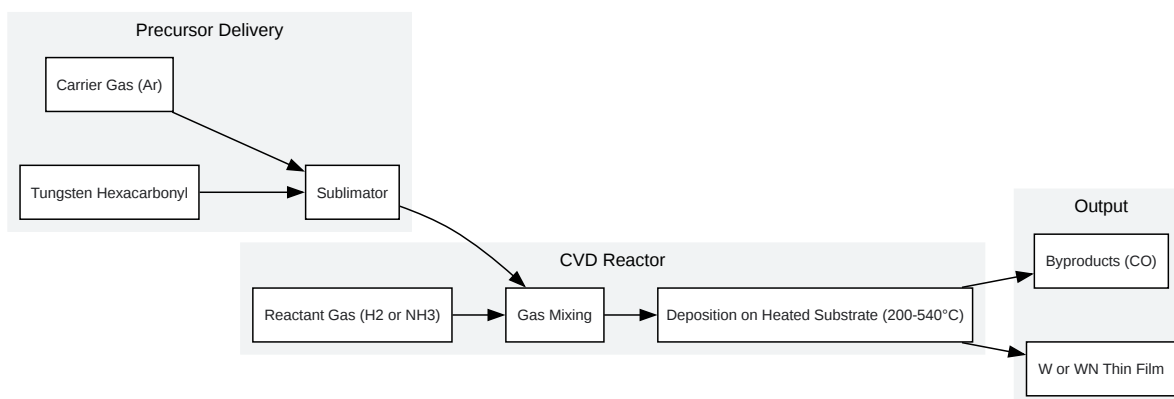 Precursor Delivery
Carrier Gas (Ar)
Tungsten Hexacarbonyl
Sublimator
CVD Reactor
Reactant Gas (H2 or NH3)
Gas Mixing
Deposition on Heated Substrate (200-540°C)
Output
Byproducts (CO)
W or WN Thin Film